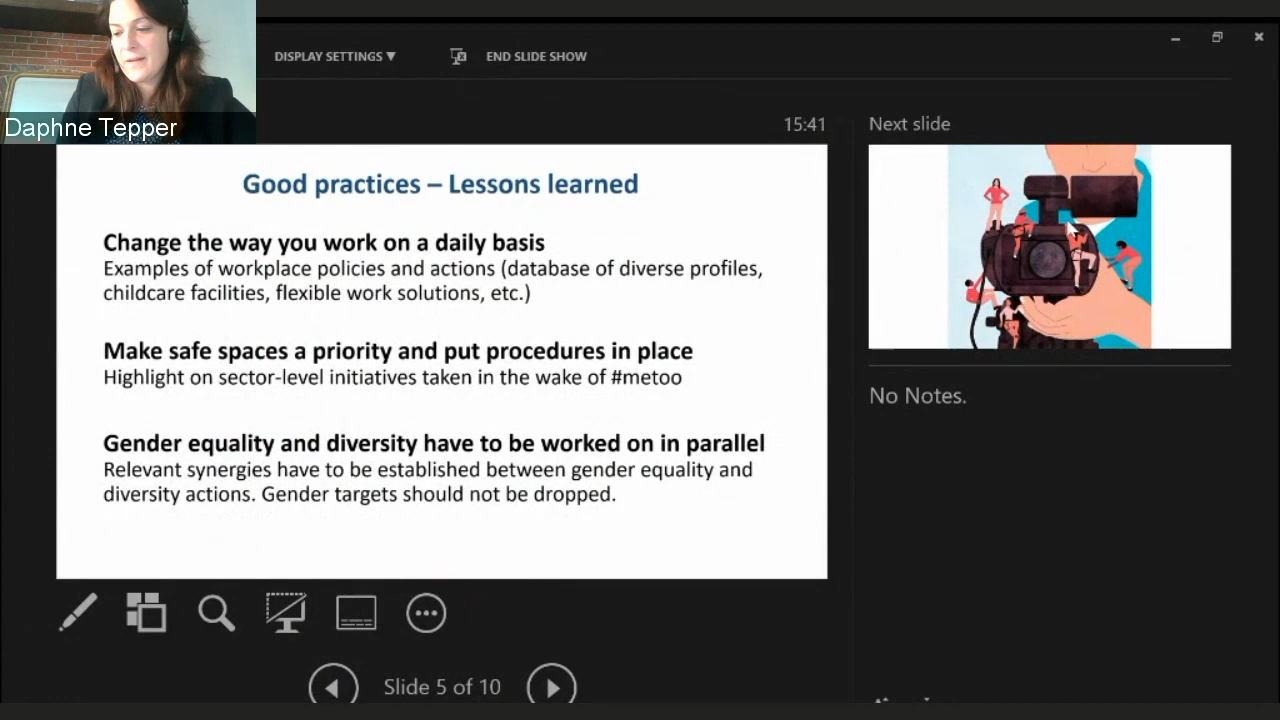 DISPLAY SETTINGS ▼
END SLIDE SHOW
Daphne Tepper
15:41
Next slide
Good practices – Lessons learned
Change the way you work on a daily basis
Examples of workplace policies and actions (database of diverse profiles,
childcare facilities, flexible work solutions, etc.)
Make safe spaces a priority and put procedures in place
Highlight on sector-level initiatives taken in the wake of #metoo
Gender equality and diversity have to be worked on in parallel
Relevant synergies have to be established between gender equality and
diversity actions. Gender targets should not be dropped.
No Notes.
Slide 5 of 10